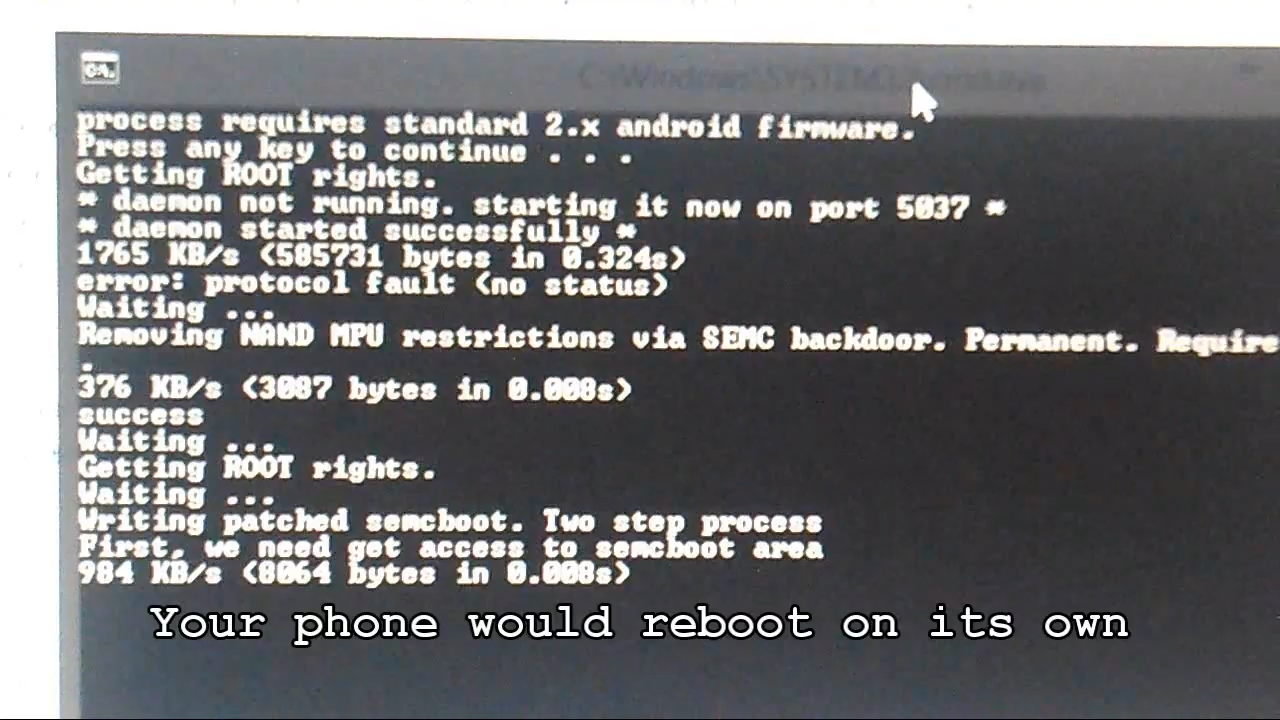 C:\.
C:\Windows\SYSTEM32\cmd.exe
process requires standard 2.x android firmware.
Press any key to continue . . .
Getting ROOT rights.
* daemon not running. starting it now on port 5037 *
* daemon started successfully *
1765 KB/s (585731 bytes in 0.324s)
error: protocol fault (no status)
Waiting ...
Removing NAND MPU restrictions via SEMC backdoor. Permanent. Require
.
376 KB/s (3087 bytes in 0.008s)
success
Waiting ...
Getting ROOT rights.
Waiting ...
Writing patched semcboot. Two step process
First, we need get access to semcboot area
984 KB/s (8064 bytes in 0.008s)
Your phone would reboot on its own